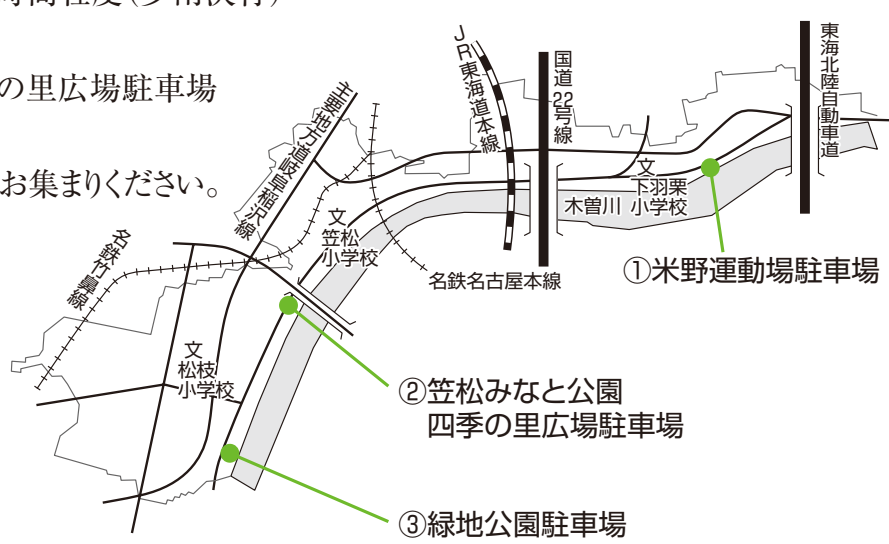 時間程度（少雨決行）
の里広場駐車場
お集まりください。
JR東海道本線
国道22号線
東海北陸自動車道
主要地方道岐阜稲沢線
文
下羽栗
小学校
木曽川
文
笠松
小学校
名鉄竹鼻線
名鉄名古屋本線
①米野運動場駐車場
文
松枝
小学校
②笠松みなと公園
四季の里広場駐車場
③緑地公園駐車場